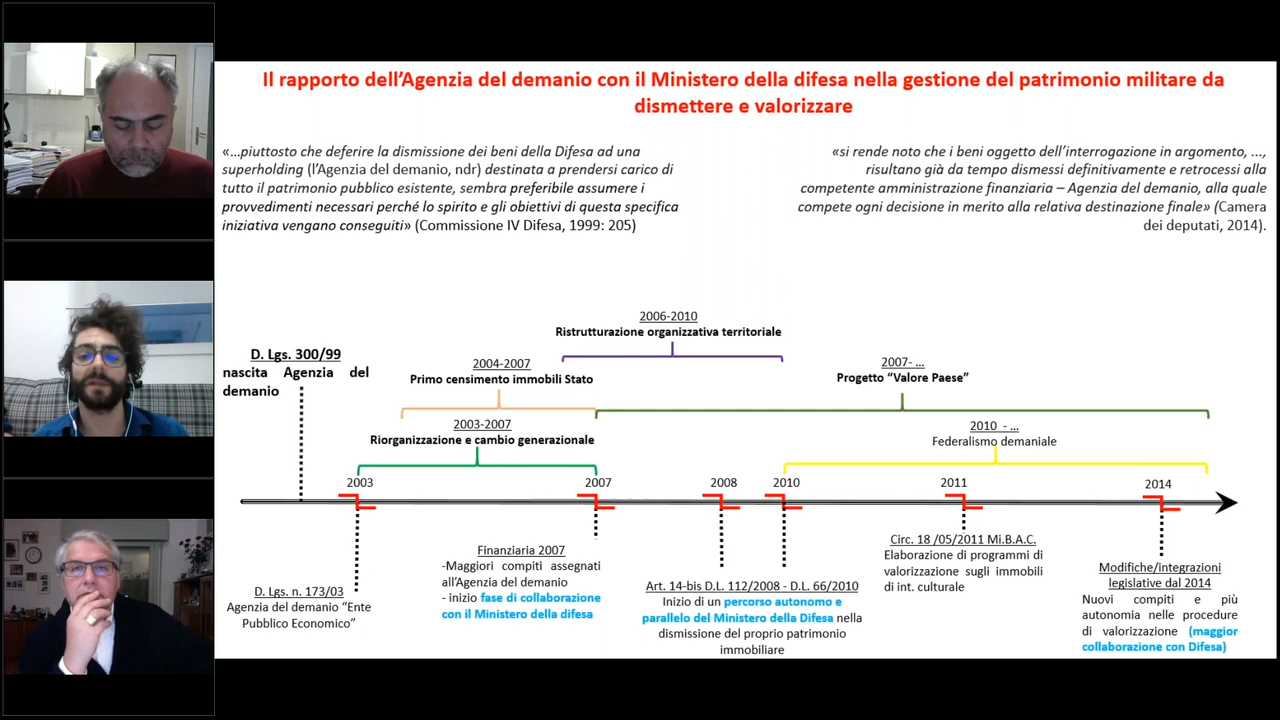 Il rapporto dell'Agenzia del demanio con il Ministero della difesa nella gestione del patrimonio militare da
dismettere e valorizzare
«…piuttosto che deferire la dismissione dei beni della Difesa ad una
superholding (l'Agenzia del demanio, ndr) destinata a prendersi carico di
tutto il patrimonio pubblico esistente, sembra preferibile assumere i
provvedimenti necessari perché lo spirito e gli obiettivi di questa specifica
iniziativa vengano conseguiti» (Commissione IV Difesa, 1999: 205)
«si rende noto che i beni oggetto dell'interrogazione in argomento, ...,
risultano già da tempo dismessi definitivamente e retrocessi alla
competente amministrazione finanziaria – Agenzia del demanio, alla quale
compete ogni decisione in merito alla relativa destinazione finale» (Camera
dei deputati, 2014).
2006-2010
Ristrutturazione organizzativa territoriale
D. Lgs. 300/99
nascita Agenzia del
demanio
2004-2007
Primo censimento immobili Stato
2007- ...
Progetto "Valore Paese"
2003-2007
Riorganizzazione e cambio generazionale
2010 - ...
Federalismo demaniale
2003
2007
2008
2010
2011
2014
D. Lgs. n. 173/03
Agenzia del demanio "Ente
Pubblico Economico"
Finanziaria 2007
-Maggiori compiti assegnati
all'Agenzia del demanio
- inizio fase di collaborazione
con il Ministero della difesa
Art. 14-bis D.L. 112/2008 - D.L. 66/2010
Inizio di un percorso autonomo e
parallelo del Ministero della Difesa nella
dismissione del proprio patrimonio
immobiliare
Circ. 18 /05/2011 Mi.B.A.C.
Elaborazione di programmi di
valorizzazione sugli immobili
di int. culturale
Modifiche/integrazioni
legislative dal 2014
Nuovi compiti e più
autonomia nelle procedure
di valorizzazione (maggior
collaborazione con Difesa)